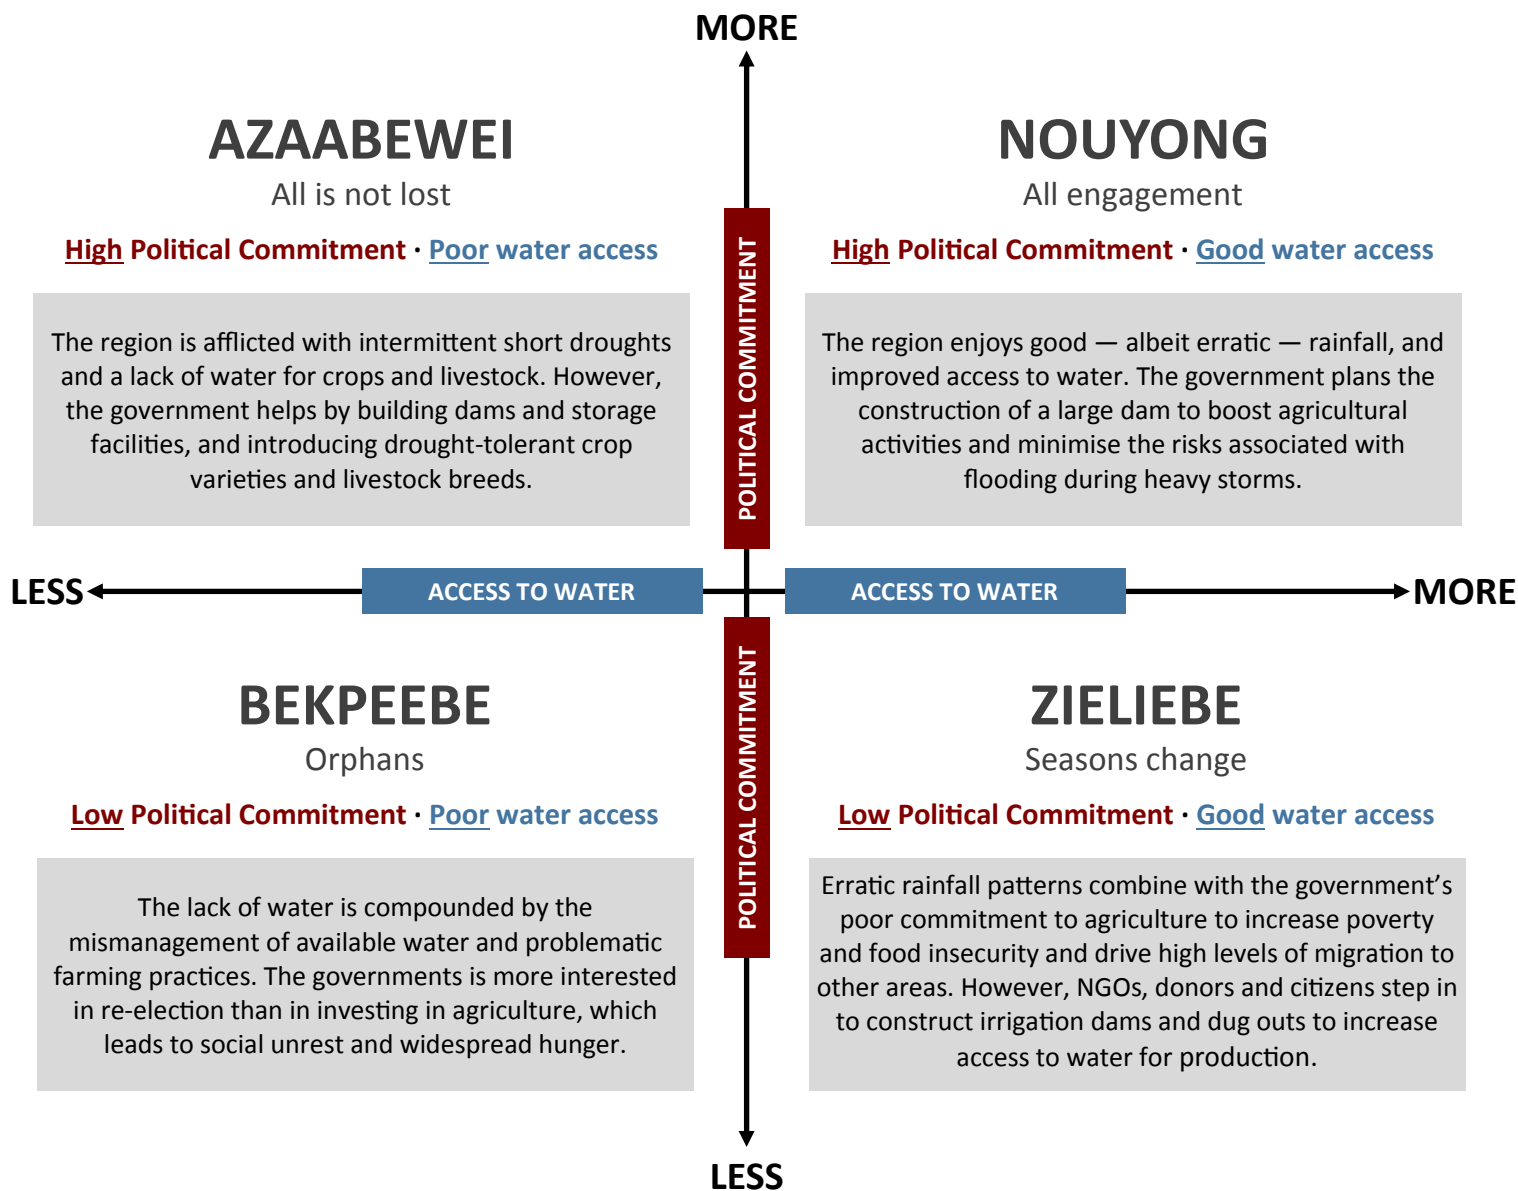 MORE
AZAABEWEI
All is not lost
High Political Commitment · Poor water access
The region is afflicted with intermittent short droughts
and a lack of water for crops and livestock. However,
the government helps by building dams and storage
facilities, and introducing drought-tolerant crop
varieties and livestock breeds.
NOUYONG
All engagement
High Political Commitment · Good water access
The region enjoys good — albeit erratic — rainfall, and
improved access to water. The government plans the
construction of a large dam to boost agricultural
activities and minimise the risks associated with
flooding during heavy storms.
POLITICAL COMMITMENT
LESS
ACCESS TO WATER
ACCESS TO WATER
MORE
POLITICAL COMMITMENT
BEKPEEBE
Orphans
Low Political Commitment · Poor water access
The lack of water is compounded by the
mismanagement of available water and problematic
farming practices. The governments is more interested
in re-election than in investing in agriculture, which
leads to social unrest and widespread hunger.
ZIELIEBE
Seasons change
Low Political Commitment · Good water access
Erratic rainfall patterns combine with the government’s
poor commitment to agriculture to increase poverty
and food insecurity and drive high levels of migration to
other areas. However, NGOs, donors and citizens step in
to construct irrigation dams and dug outs to increase
access to water for production.
LESS